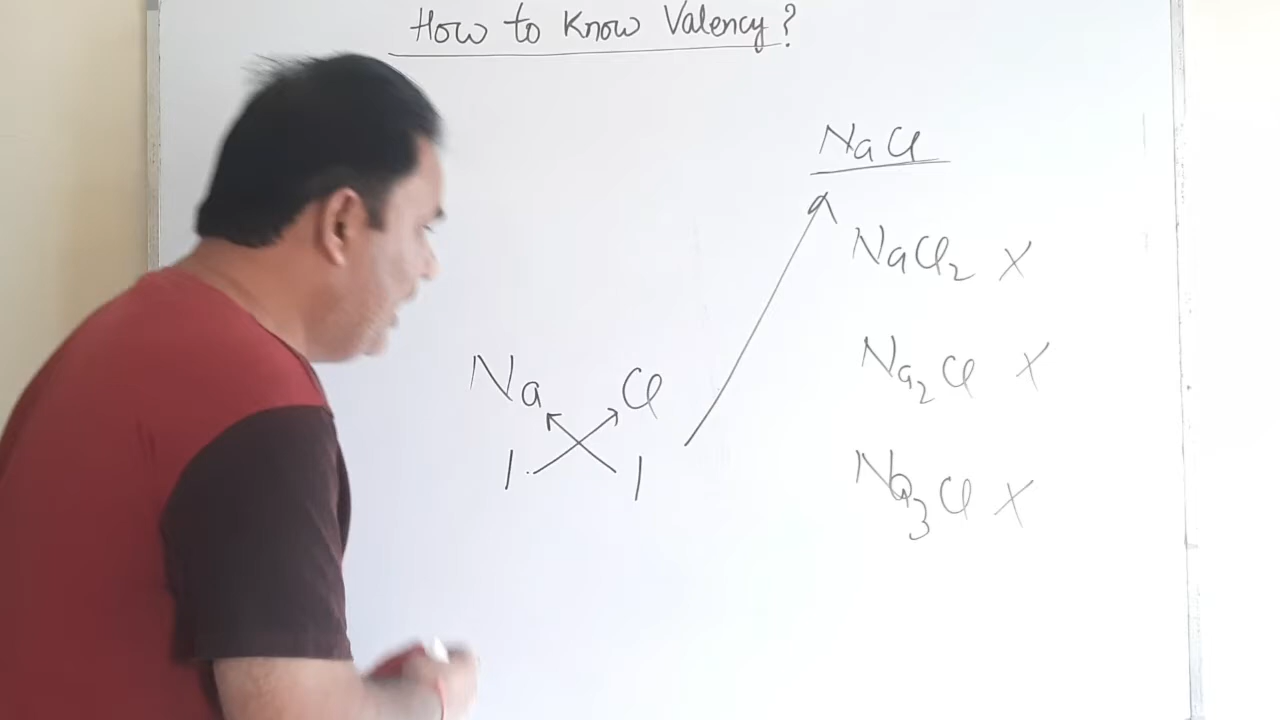 How to Know Valency?
NaCl
NaCl₂ X
Na₂Cl X
Na₃Cl X
Na Cl
1 1